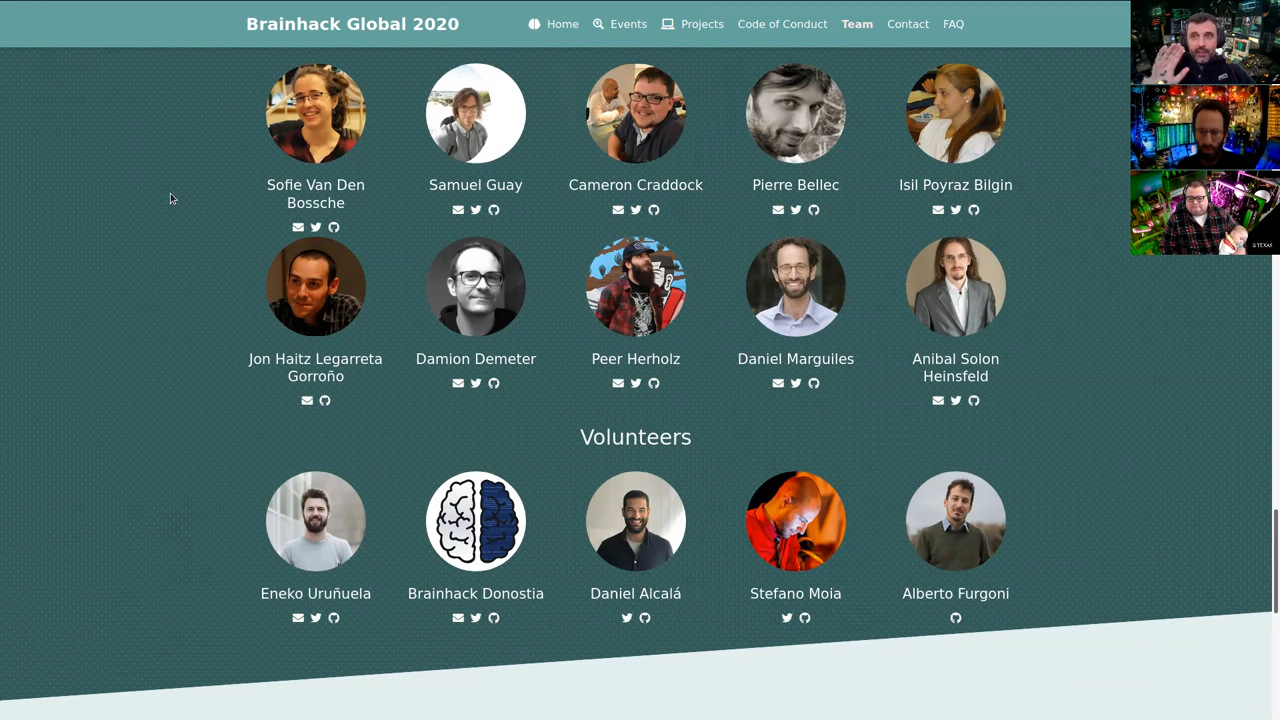 Brainhack Global 2020
Home Events Projects Code of Conduct Team Contact FAQ
Sofie Van Den Bossche
Samuel Guay
Cameron Craddock
Pierre Bellec
Isil Poyraz Bilgin
Jon Haitz Legarreta Gorroño
Damion Demeter
Peer Herholz
Daniel Marguiles
Anibal Solon Heinsfeld
Volunteers
Eneko Uruñuela
Brainhack Donostia
Daniel Alcalá
Stefano Moia
Alberto Furgoni
TEXAS